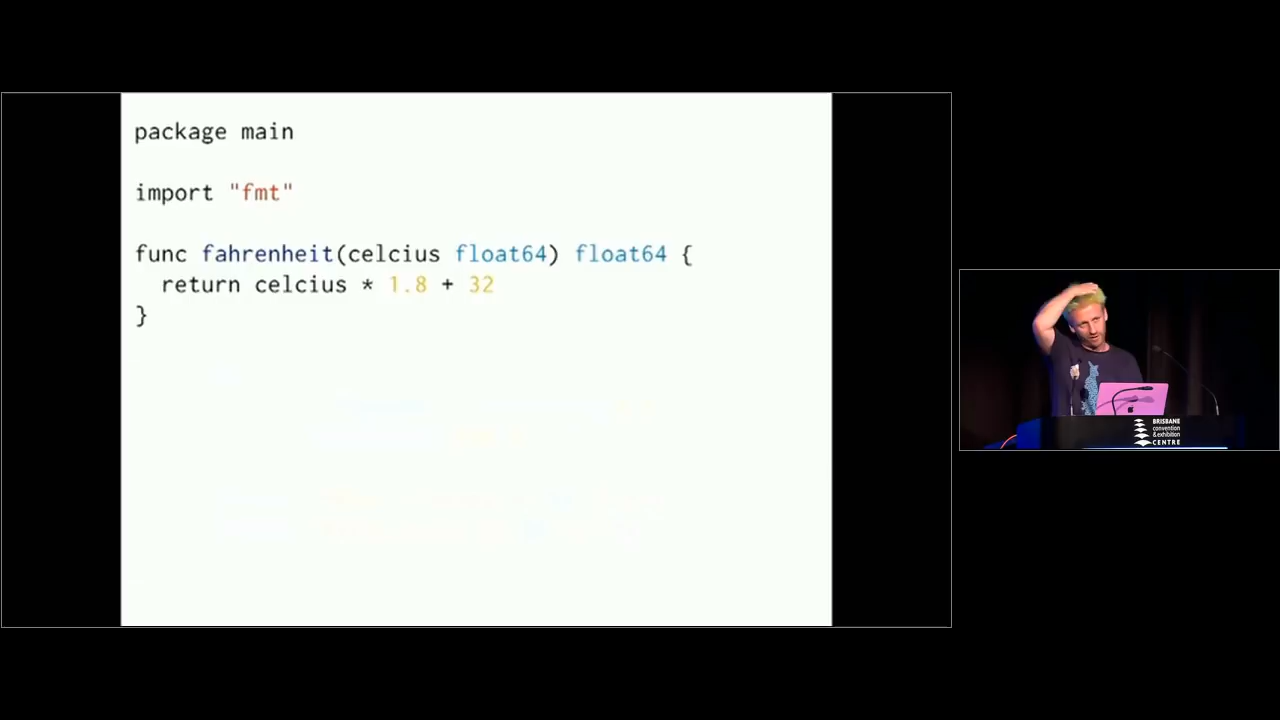 package main
import "fmt"
func fahrenheit(celcius float64) float64 {
  return celcius * 1.8 + 32
}
BRISBANE
convention
& exhibition
CENTRE